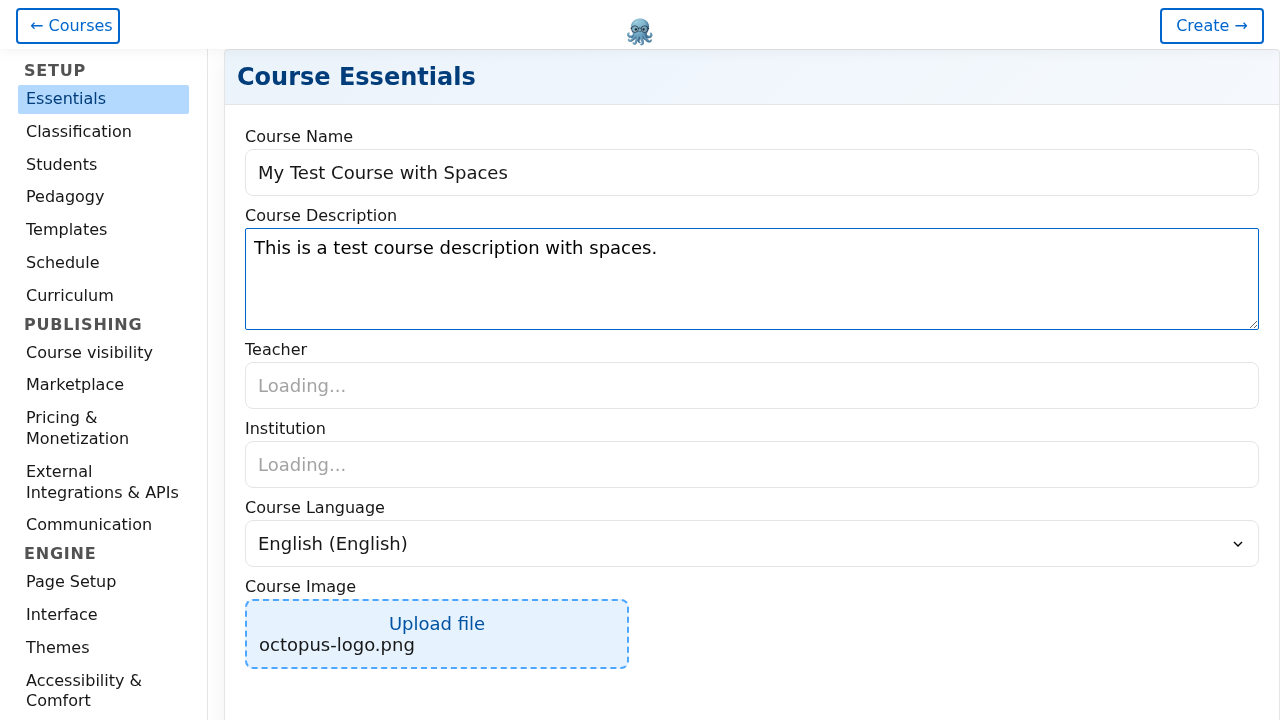 ← Courses
Create →
SETUP
Essentials
Classification
Students
Pedagogy
Templates
Schedule
Curriculum
PUBLISHING
Course visibility
Marketplace
Pricing &
Monetization
External
Integrations & APIs
Communication
ENGINE
Page Setup
Interface
Themes
Accessibility &
Comfort
Course Essentials
Course Name
My Test Course with Spaces
Course Description
This is a test course description with spaces.
Teacher
Loading...
Institution
Loading...
Course Language
English (English)
Course Image
Upload file
octopus-logo.png